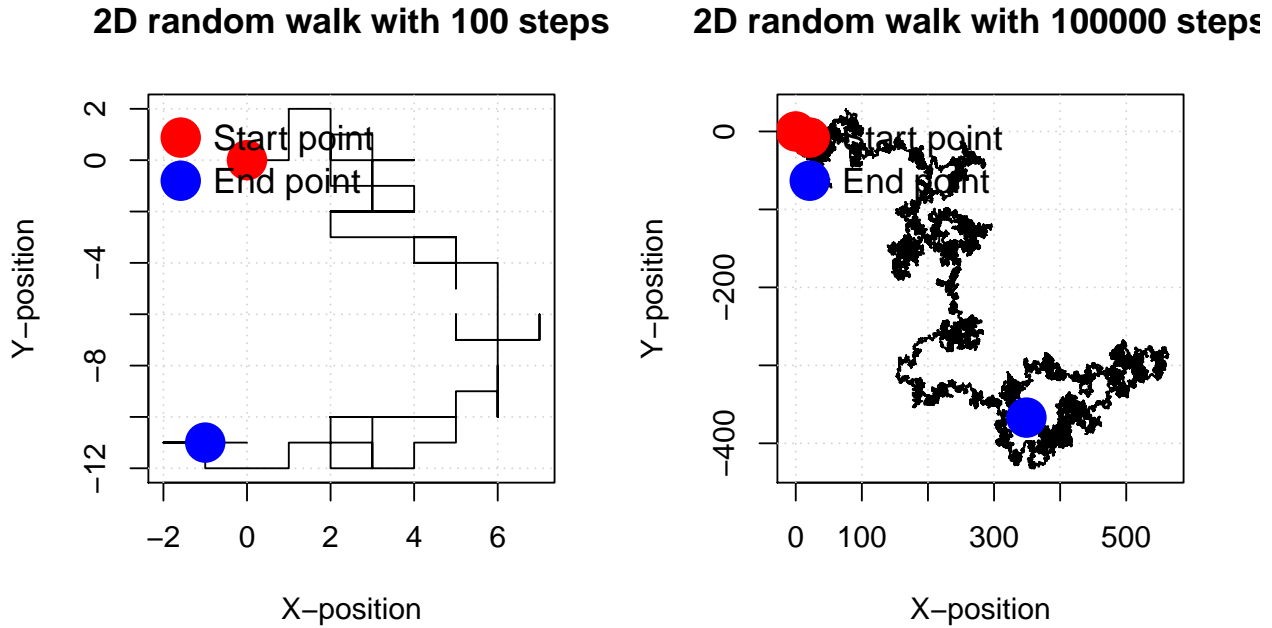 2D random walk with 100 steps
Start point
End point
2
0
−4
−8
−12
Y−position
−2
0
2
4
6
X−position
2D random walk with 100000 steps
Start point
End point
0
−200
−400
Y−position
0
100
300
500
X−position